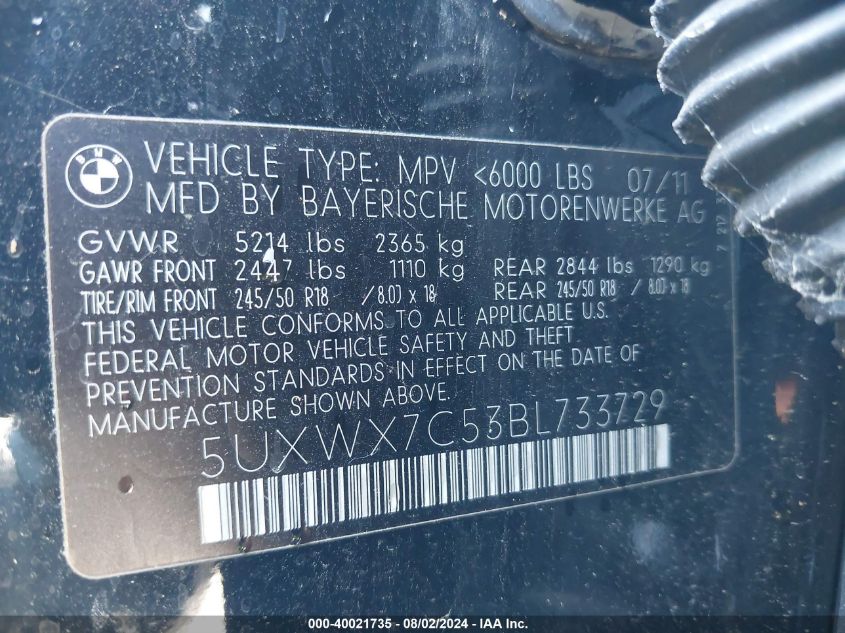 BMW
VEHICLE TYPE: MPV <6000 LBS 07/11
MFD BY BAYERISCHE MOTORENWERKE AG
GVWR 5214 lbs 2365 kg
GAWR FRONT 2447 lbs 1110 kg REAR 2844 lbs 1290 kg
TIRE/RIM FRONT 245/50 R18 / 8.0J x 18 REAR 245/50 R18 / 8.0J x 18
THIS VEHICLE CONFORMS TO ALL APPLICABLE U.S.
FEDERAL MOTOR VEHICLE SAFETY AND THEFT
PREVENTION STANDARDS IN EFFECT ON THE DATE OF
MANUFACTURE SHOWN ABOVE.
5UXWX7C53BL733729
000-40021735 - 08/02/2024 - IAA Inc.